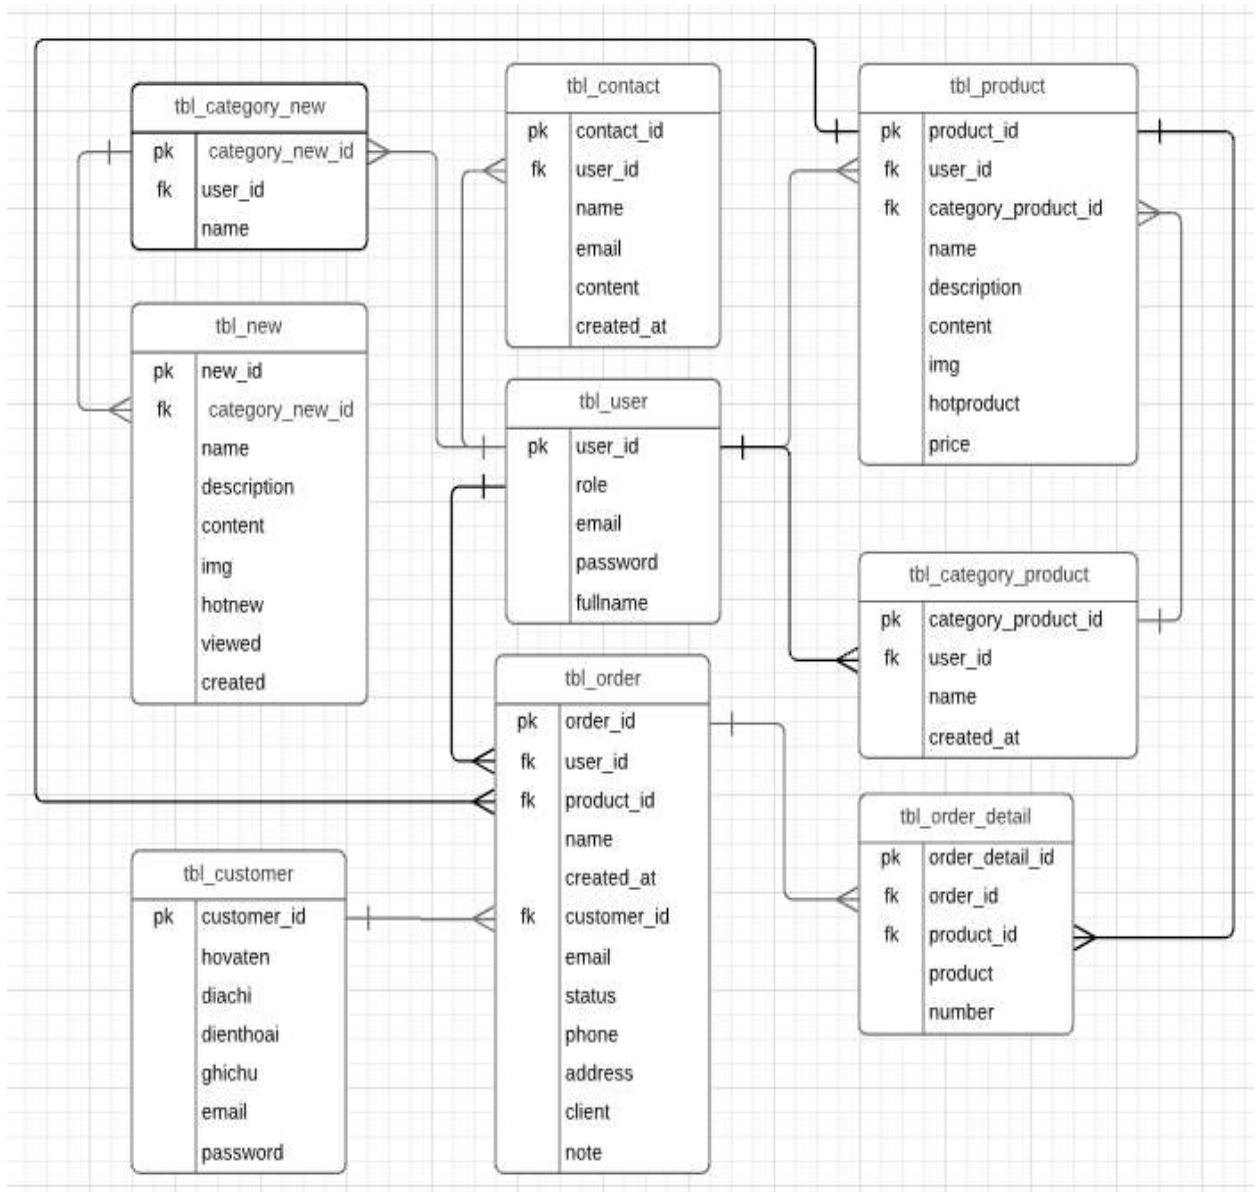 tbl_category_new
pk category_new_id
fk user_id
name
tbl_new
pk new_id
fk category_new_id
name
description
content
img
hotnew
viewed
created
tbl_customer
pk customer_id
hovaten
diachi
dienthoai
ghichu
email
password
tbl_contact
pk contact_id
fk user_id
name
email
content
created_at
tbl_user
pk user_id
role
email
password
fullname
tbl_order
pk order_id
fk user_id
fk product_id
name
created_at
fk customer_id
email
status
phone
address
client
note
tbl_product
pk product_id
fk user_id
fk category_product_id
name
description
content
img
hotproduct
price
tbl_category_product
pk category_product_id
fk user_id
name
created_at
tbl_order_detail
pk order_detail_id
fk order_id
fk product_id
product
number